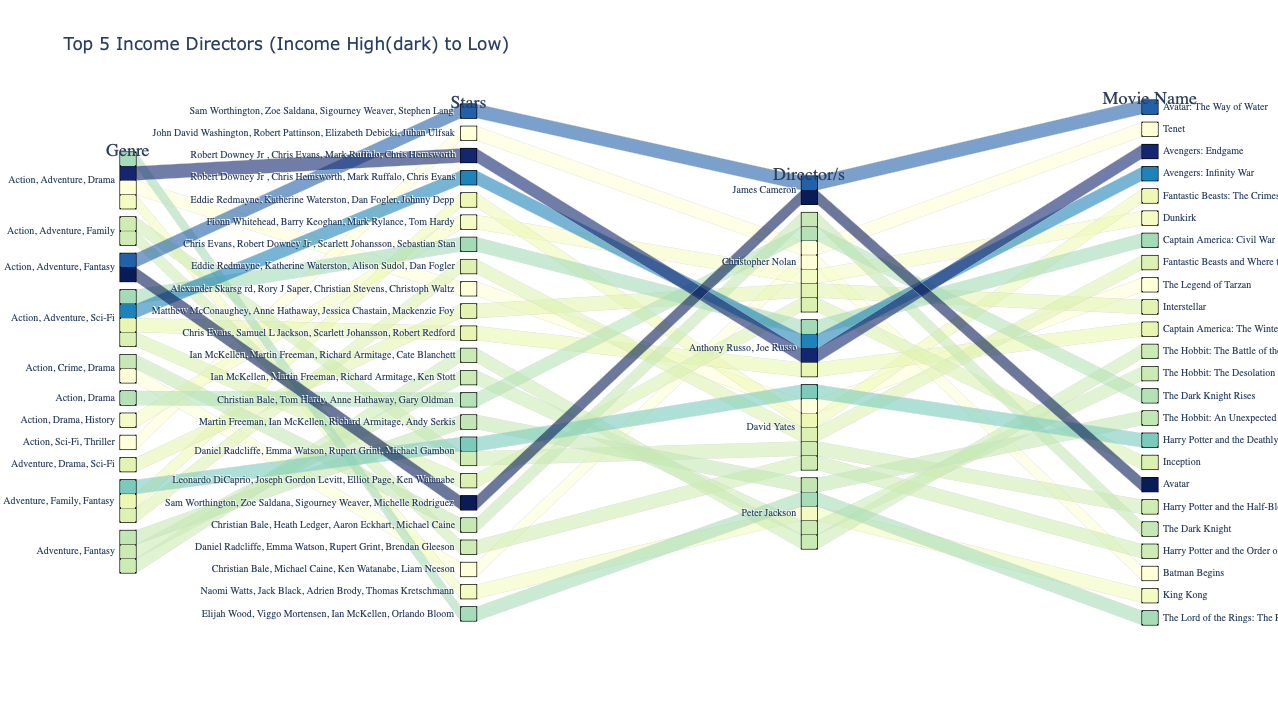 Top 5 Income Directors (Income High(dark) to Low)
Genre
Action, Adventure, Drama
Action, Adventure, Family
Action, Adventure, Fantasy
Action, Adventure, Sci-Fi
Action, Crime, Drama
Action, Drama
Action, Drama, History
Action, Sci-Fi, Thriller
Adventure, Drama, Sci-Fi
Adventure, Family, Fantasy
Adventure, Fantasy
Stars
Sam Worthington, Zoe Saldana, Sigourney Weaver, Stephen Lang
John David Washington, Robert Pattinson, Elizabeth Debicki, Juhan Ulfsak
Robert Downey Jr , Chris Evans, Mark Ruffalo, Chris Hemsworth
Robert Downey Jr , Chris Hemsworth, Mark Ruffalo, Chris Evans
Eddie Redmayne, Katherine Waterston, Dan Fogler, Johnny Depp
Fionn Whitehead, Barry Keoghan, Mark Rylance, Tom Hardy
Chris Evans, Robert Downey Jr , Scarlett Johansson, Sebastian Stan
Eddie Redmayne, Katherine Waterston, Alison Sudol, Dan Fogler
Alexander Skarsg rd, Rory J Saper, Christian Stevens, Christoph Waltz
Matthew McConaughey, Anne Hathaway, Jessica Chastain, Mackenzie Foy
Chris Evans, Samuel L Jackson, Scarlett Johansson, Robert Redford
Ian McKellen, Martin Freeman, Richard Armitage, Cate Blanchett
Ian McKellen, Martin Freeman, Richard Armitage, Ken Stott
Christian Bale, Tom Hardy, Anne Hathaway, Gary Oldman
Martin Freeman, Ian McKellen, Richard Armitage, Andy Serkis
Daniel Radcliffe, Emma Watson, Rupert Grint, Michael Gambon
Leonardo DiCaprio, Joseph Gordon Levitt, Elliot Page, Ken Watanabe
Sam Worthington, Zoe Saldana, Sigourney Weaver, Michelle Rodriguez
Christian Bale, Heath Ledger, Aaron Eckhart, Michael Caine
Daniel Radcliffe, Emma Watson, Rupert Grint, Brendan Gleeson
Christian Bale, Michael Caine, Ken Watanabe, Liam Neeson
Naomi Watts, Jack Black, Adrien Brody, Thomas Kretschmann
Elijah Wood, Viggo Mortensen, Ian McKellen, Orlando Bloom
Director/s
James Cameron
Christopher Nolan
Anthony Russo, Joe Russo
David Yates
Peter Jackson
Movie Name
Avatar: The Way of Water
Tenet
Avengers: Endgame
Avengers: Infinity War
Fantastic Beasts: The Crimes
Dunkirk
Captain America: Civil War
Fantastic Beasts and Where
The Legend of Tarzan
Interstellar
Captain America: The Winte
The Hobbit: The Battle of the
The Hobbit: The Desolation
The Dark Knight Rises
The Hobbit: An Unexpected
Harry Potter and the Deathly
Inception
Avatar
Harry Potter and the Half-Bl
The Dark Knight
Harry Potter and the Order o
Batman Begins
King Kong
The Lord of the Rings: The